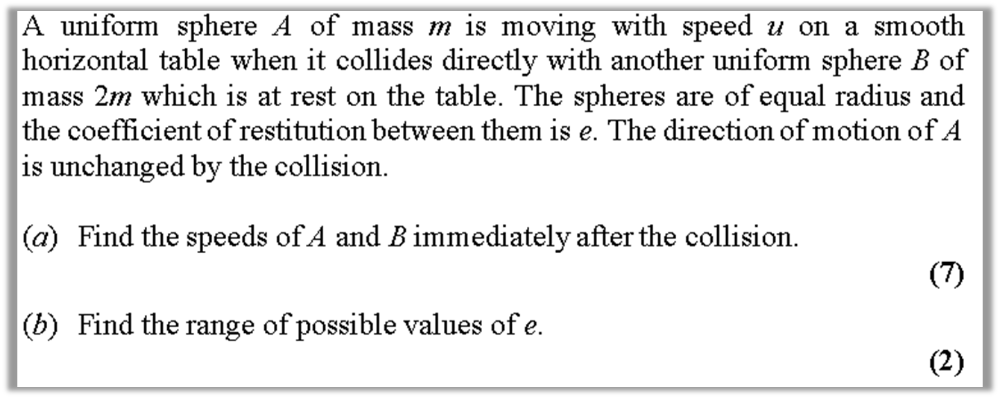 A uniform sphere A of mass m is moving with speed u on a smooth
horizontal table when it collides directly with another uniform sphere B of
mass 2m which is at rest on the table. The spheres are of equal radius and
the coefficient of restitution between them is e. The direction of motion of A
is unchanged by the collision.
(a) Find the speeds of A and B immediately after the collision.
(7)
(b) Find the range of possible values of e.
(2)